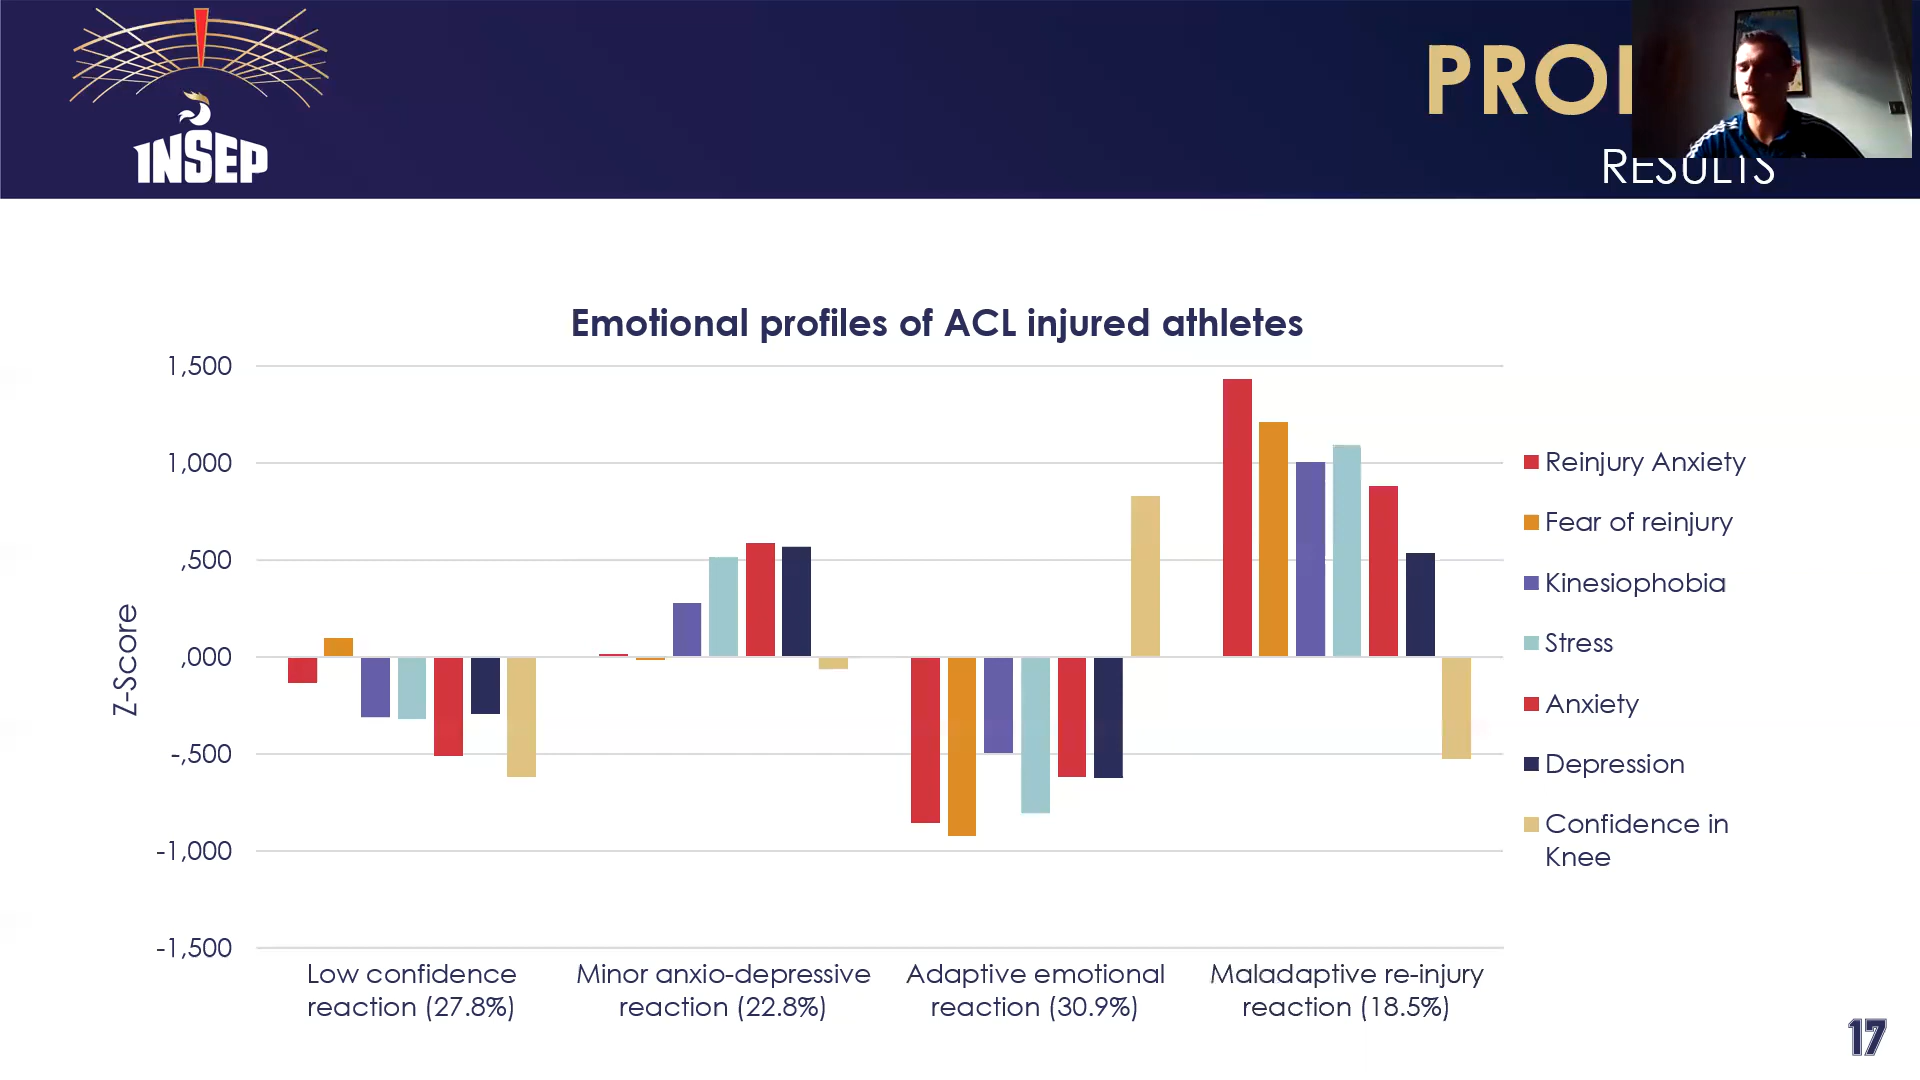 INSEP
RESULTS
Emotional profiles of ACL injured athletes
1,500
1,000
,500
,000
-,500
-1,000
-1,500
Z-Score
Low confidence
reaction (27.8%)
Minor anxio-depressive
reaction (22.8%)
Adaptive emotional
reaction (30.9%)
Maladaptive re-injury
reaction (18.5%)
Reinjury Anxiety
Fear of reinjury
Kinesiophobia
Stress
Anxiety
Depression
Confidence in
Knee
17